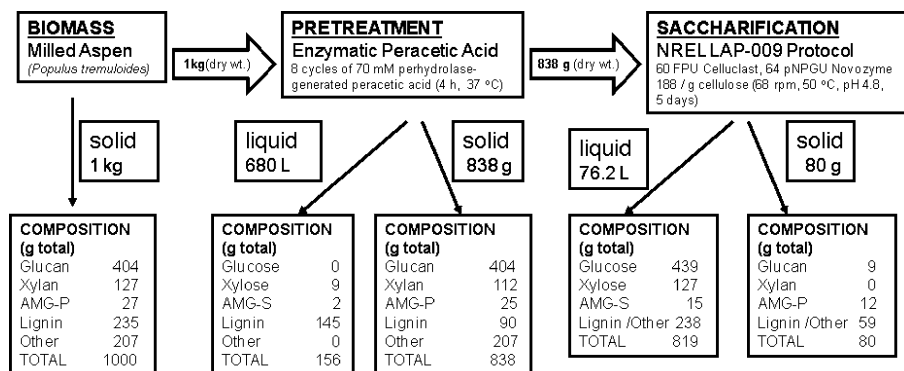 BIOMASS
Milled Aspen
(Populus tremuloides)
1kg(dry wt.)
PRETREATMENT
Enzymatic Peracetic Acid
8 cycles of 70 mM perhydrolase-
generated peracetic acid (4 h, 37 ºC)
838 g (dry wt.)
SACCHARIFICATION
NREL LAP-009 Protocol
60 FPU Celluclast, 64 pNPGU Novozyme
188 / g cellulose (68 rpm, 50 ºC, pH 4.8,
5 days)
solid
1 kg
liquid
680 L
solid
838 g
liquid
76.2 L
solid
80 g
COMPOSITION
(g total)
Glucan 404
Xylan 127
AMG-P 27
Lignin 235
Other 207
TOTAL 1000
COMPOSITION
(g total)
Glucose 0
Xylose 9
AMG-S 2
Lignin 145
Other 0
TOTAL 156
COMPOSITION
(g total)
Glucan 404
Xylan 112
AMG-P 25
Lignin 90
Other 207
TOTAL 838
COMPOSITION
(g total)
Glucose 439
Xylose 127
AMG-S 15
Lignin /Other 238
TOTAL 819
COMPOSITION
(g total)
Glucan 9
Xylan 0
AMG-P 12
Lignin /Other 59
TOTAL 80